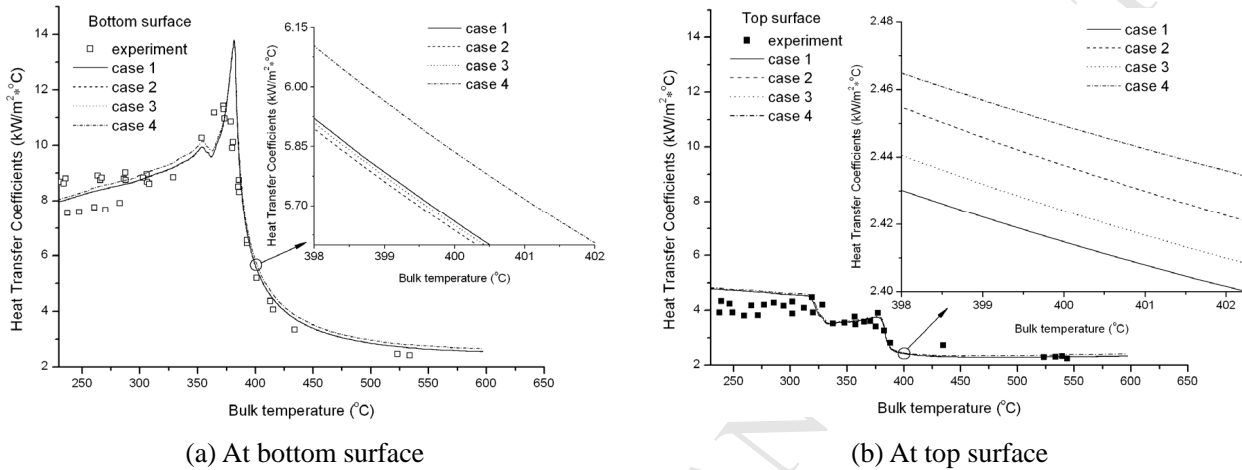 Bottom surface
experiment
case 1
case 2
case 3
case 4
Heat Transfer Coefficients (kW/m²*°C)
14
12
10
8
6
4
2
250 300 350 400 450 500 550 600 650
Bulk temperature (°C)
case 1
case 2
case 3
case 4
Heat Transfer Coefficients (kW/m²*°C)
6.15
6.00
5.85
5.70
398 399 400 401 402
Bulk temperature (°C)
(a) At bottom surface
Top surface
experiment
case 1
case 2
case 3
case 4
Heat Transfer Coefficients (kW/m²*°C)
14
12
10
8
6
4
2
250 300 350 400 450 500 550 600 650
Bulk temperature (°C)
case 1
case 2
case 3
case 4
Heat Transfer Coefficients (kW/m²*°C)
2.48
2.46
2.44
2.43
2.42
2.40
398 399 400 401 402
Bulk temperature (°C)
(b) At top surface